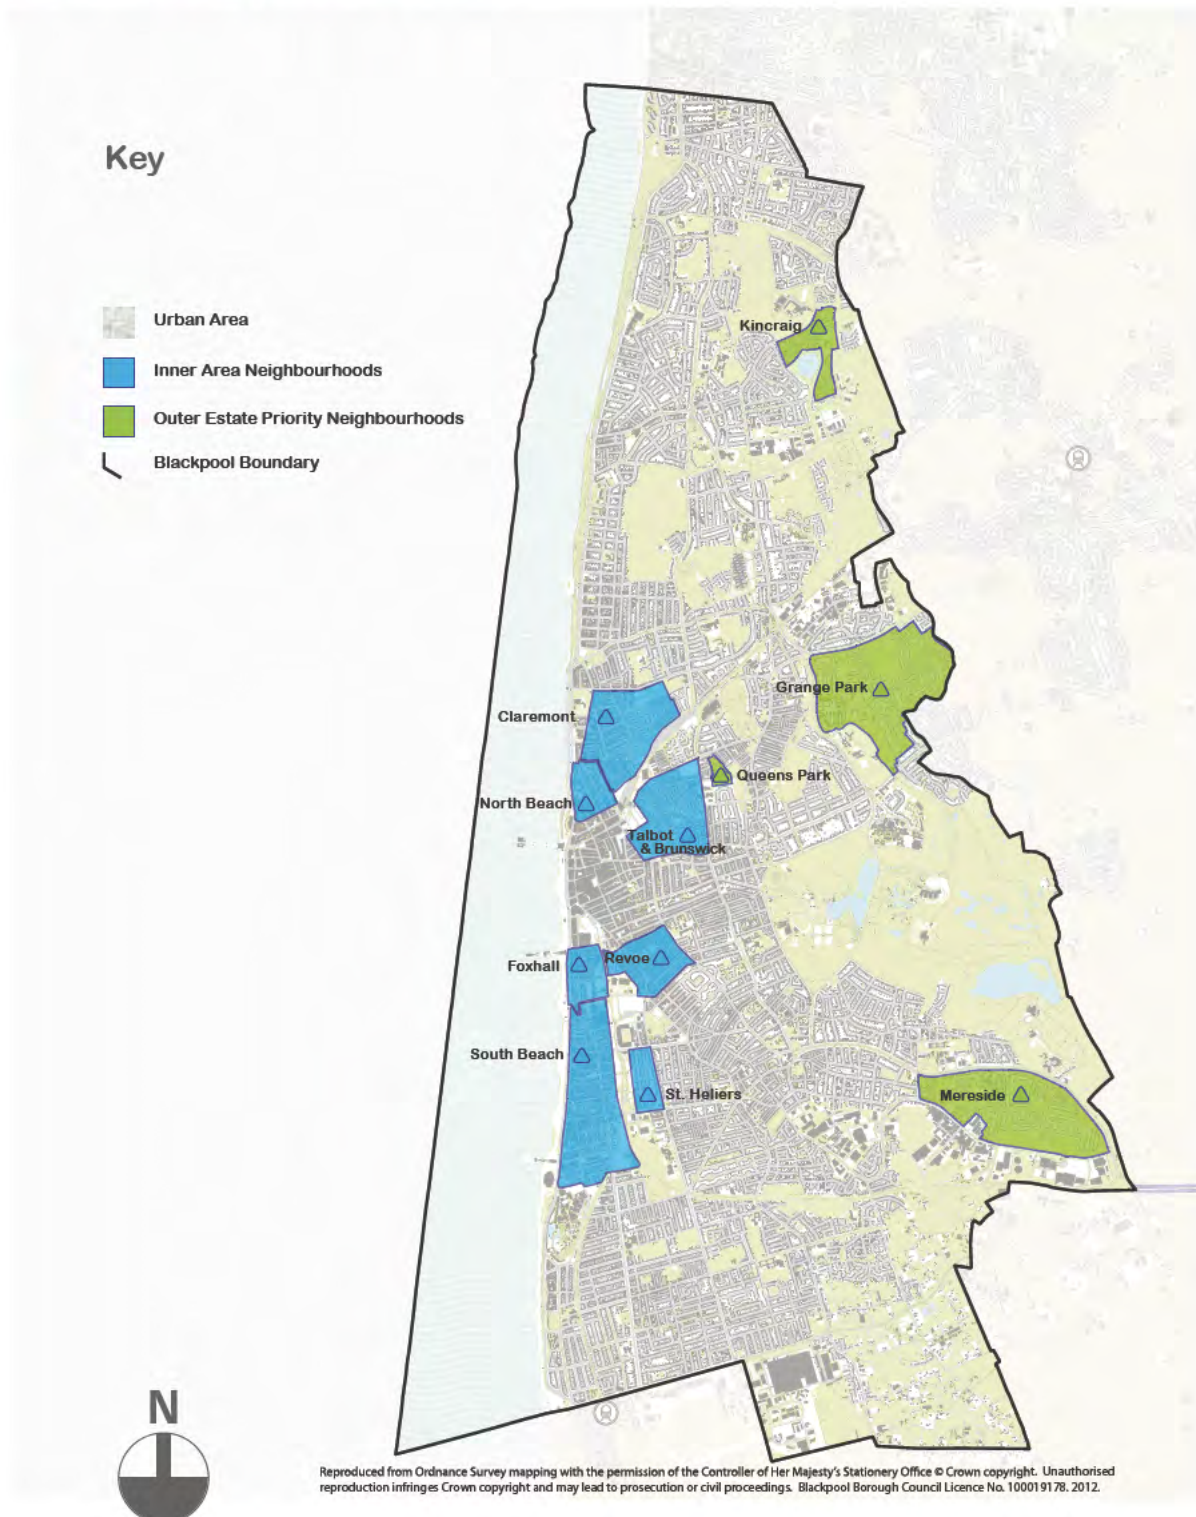 Key
Urban Area
Inner Area Neighbourhoods
Outer Estate Priority Neighbourhoods
Blackpool Boundary
Kincraig
Grange Park
Claremont
Queens Park
North Beach
Talbot
& Brunswick
Foxhall
Revoe
South Beach
St. Heliers
Mereside
N
Reproduced from Ordnance Survey mapping with the permission of the Controller of Her Majesty's Stationery Office © Crown copyright. Unauthorised
reproduction infringes Crown copyright and may lead to prosecution or civil proceedings. Blackpool Borough Council Licence No. 100019178. 2012.